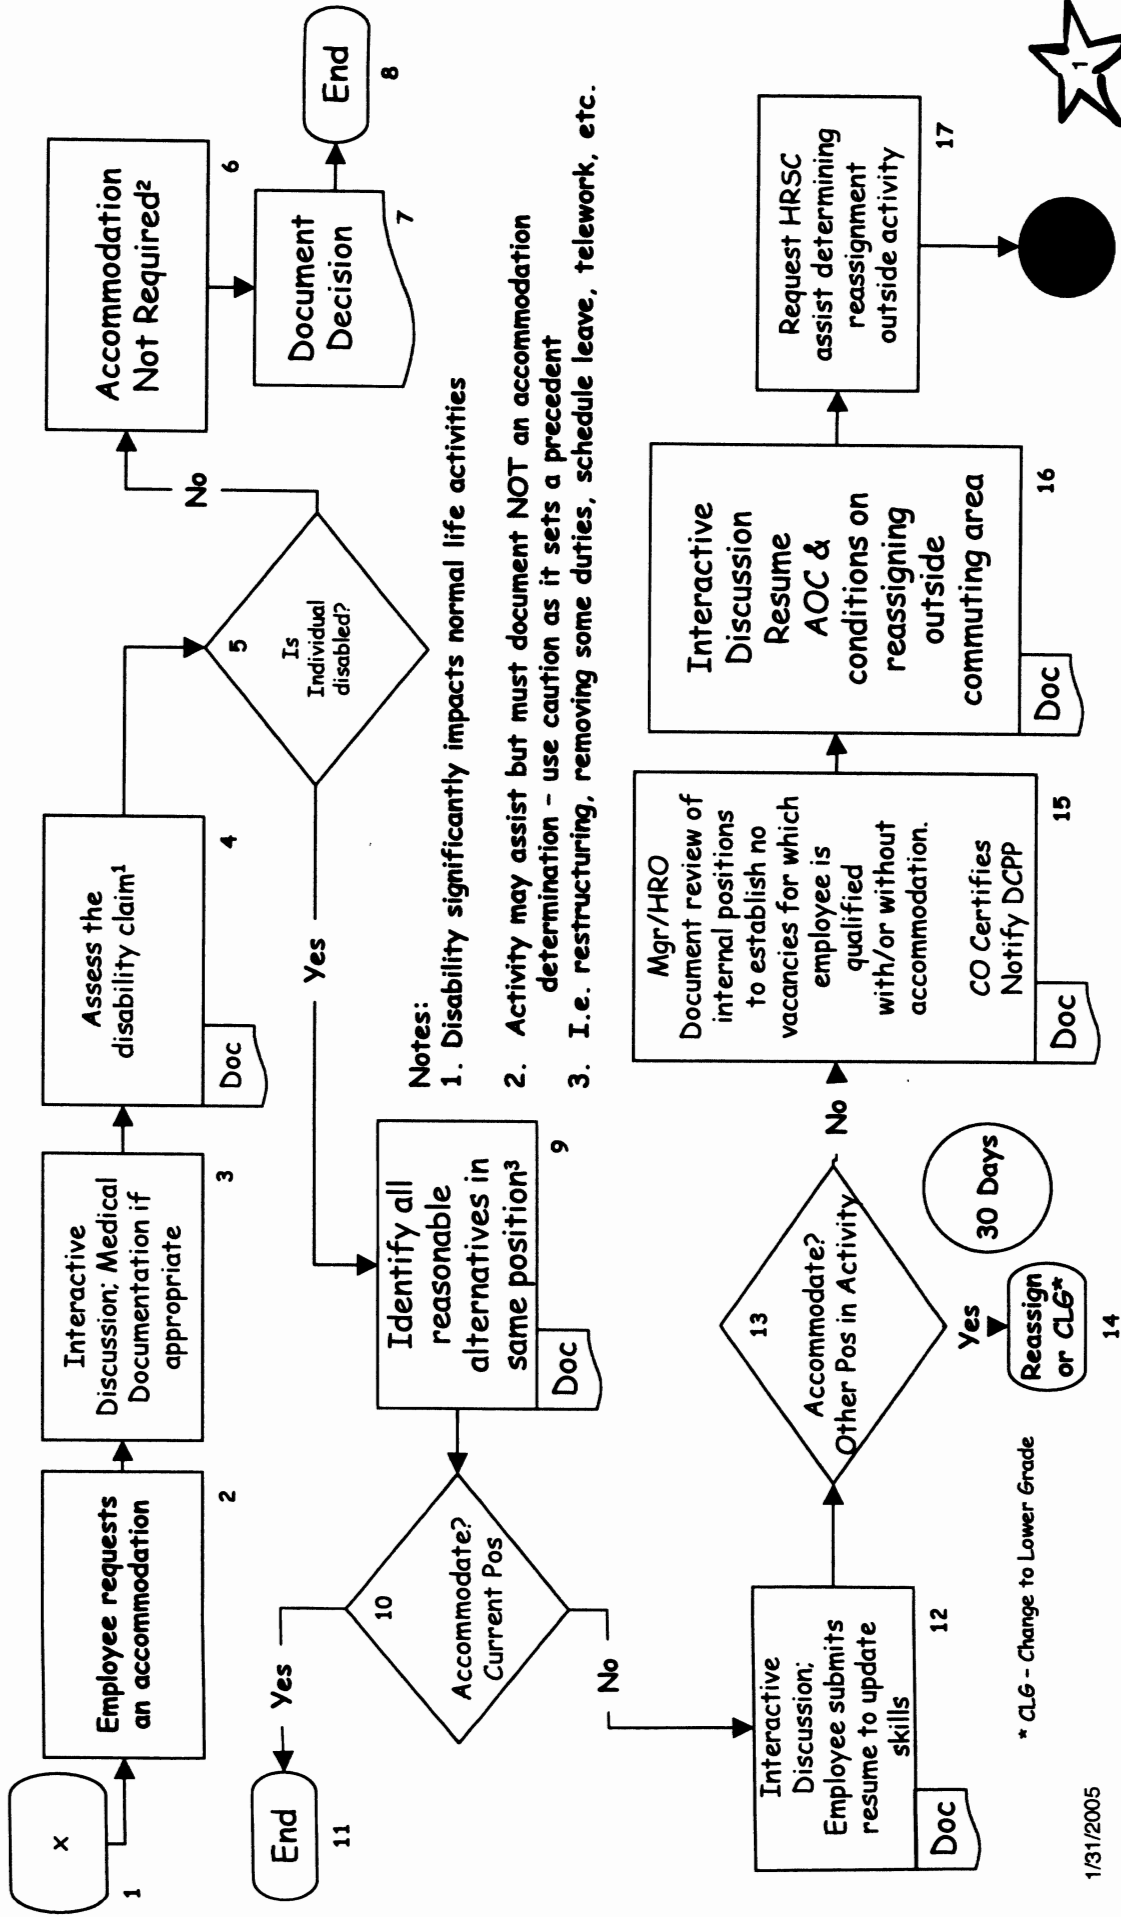 x
1
Employee requests
an accommodation
2
Interactive
Discussion; Medical
Documentation if
appropriate
3
Assess the
disability claim¹
Doc
4
5
Is
Individual
disabled?
No
Accommodation
Not Required²
6
Document
Decision
7
End
8
Yes
Notes:
1. Disability significantly impacts normal life activities
2. Activity may assist but must document NOT an accommodation
determination - use caution as it sets a precedent
3. I.e. restructuring, removing some duties, schedule leave, telework, etc.
Identify all
reasonable
alternatives in
same position³
Doc
9
10
Accommodate?
Current Pos
Yes
End
11
No
Interactive
Discussion;
Employee submits
resume to update
skills
Doc
12
13
Accommodate?
Other Pos in Activity
Yes
Reassign
or CLG*
14
30 Days
No
Mgr/HRO
Document review of
internal positions
to establish no
vacancies for which
employee is
qualified
with/or without
accommodation.
CO Certifies
Notify DCPP
Doc
15
Interactive
Discussion
Resume
AOC &
conditions on
reassigning
outside
commuting area
Doc
16
Request HRSC
assist determining
reassignment
outside activity
17
1
* CLG - Change to Lower Grade
1/31/2005